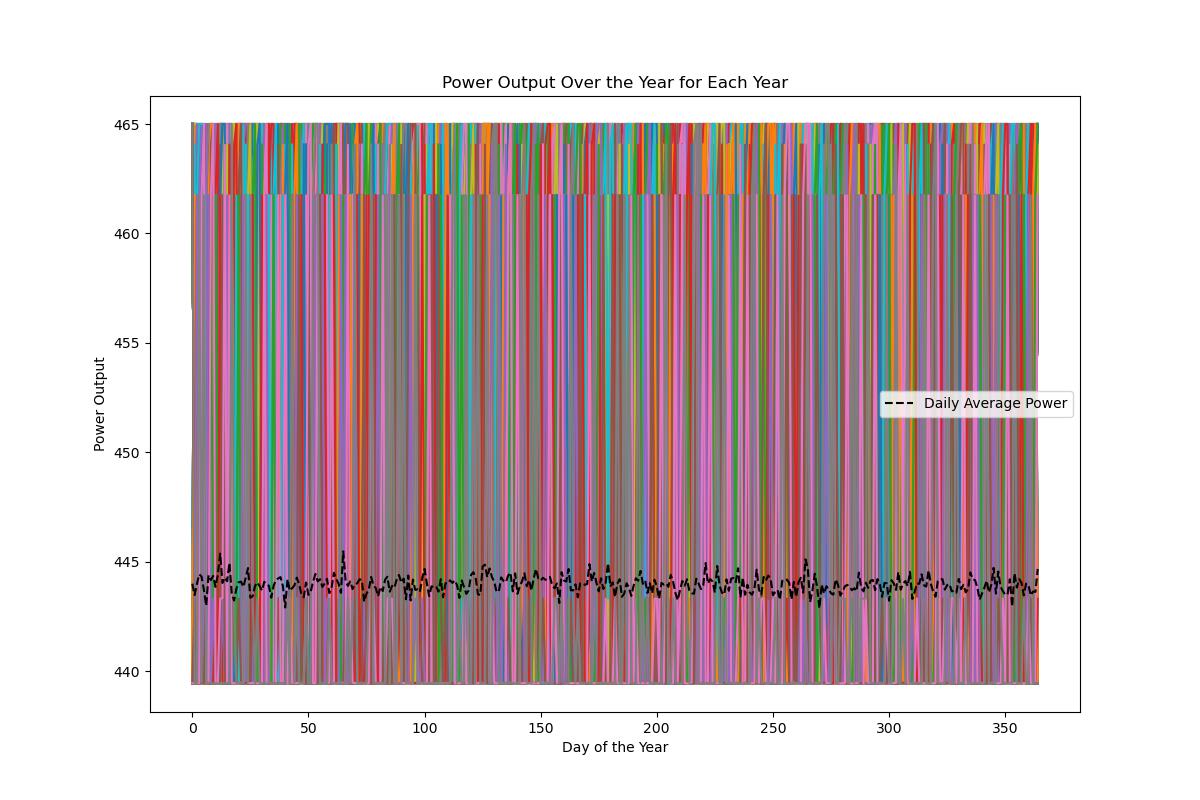 Power Output Over the Year for Each Year
465
460
455
450
445
440
Power Output
Daily Average Power
0 50 100 150 200 250 300 350
Day of the Year